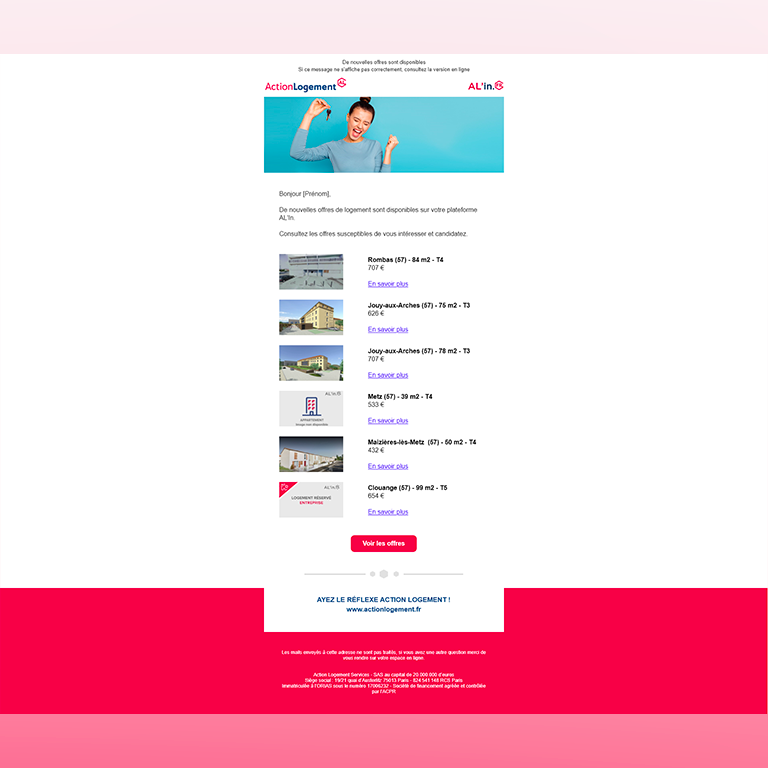 De nouvelles offres sont disponibles
Si ce message ne s'affiche pas correctement, consultez la version en ligne
ActionLogement AL
AL'in.FR
Bonjour [Prénom],
De nouvelles offres de logement sont disponibles sur votre plateforme
AL'in.
Consultez les offres susceptibles de vous intéresser et candidatez.
Rombas (57) - 84 m2 - T4
707 €
En savoir plus
Jouy-aux-Arches (57) - 75 m2 - T3
626 €
En savoir plus
Jouy-aux-Arches (57) - 78 m2 - T3
707 €
En savoir plus
AL'in.
APPARTEMENT
Image non disponible
Metz (57) - 39 m2 - T4
533 €
En savoir plus
Maizières-lès-Metz (57) - 50 m2 - T4
432 €
En savoir plus
AL'in.
LOGEMENT RÉSERVÉ
ENTREPRISE
Clouange (57) - 99 m2 - T5
654 €
En savoir plus
Voir les offres
AYEZ LE RÉFLEXE ACTION LOGEMENT !
www.actionlogement.fr
Les mails envoyés à cette adresse ne sont pas traités, si vous avez une autre question merci de
vous rendre sur votre espace en ligne.
Action Logement Services - SAS au capital de 20 000 000 d'euros
Siège social : 19/21 quai d'Austerlitz 75013 Paris - 824 541 148 RCS Paris
Immatriculée à l'ORIAS sous le numéro 17006232 - Société de financement agréée et contrôlée
par l'ACPR